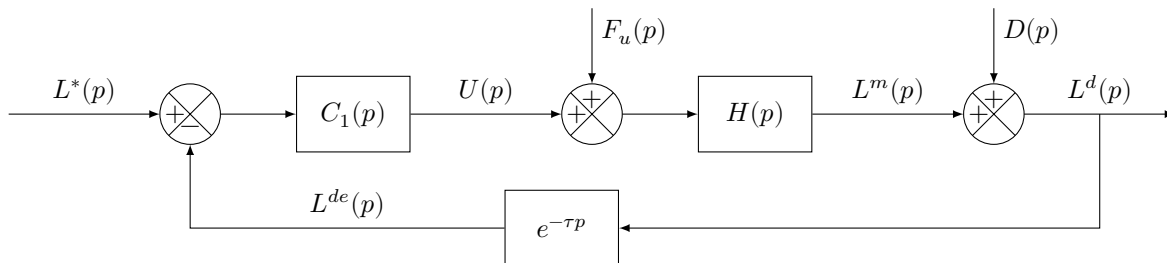 F_u(p)
D(p)
L*(p)
U(p)
L^m(p)
L^d(p)
+
−
C_1(p)
+
+
H(p)
+
+
L^{de}(p)
e^{−τp}